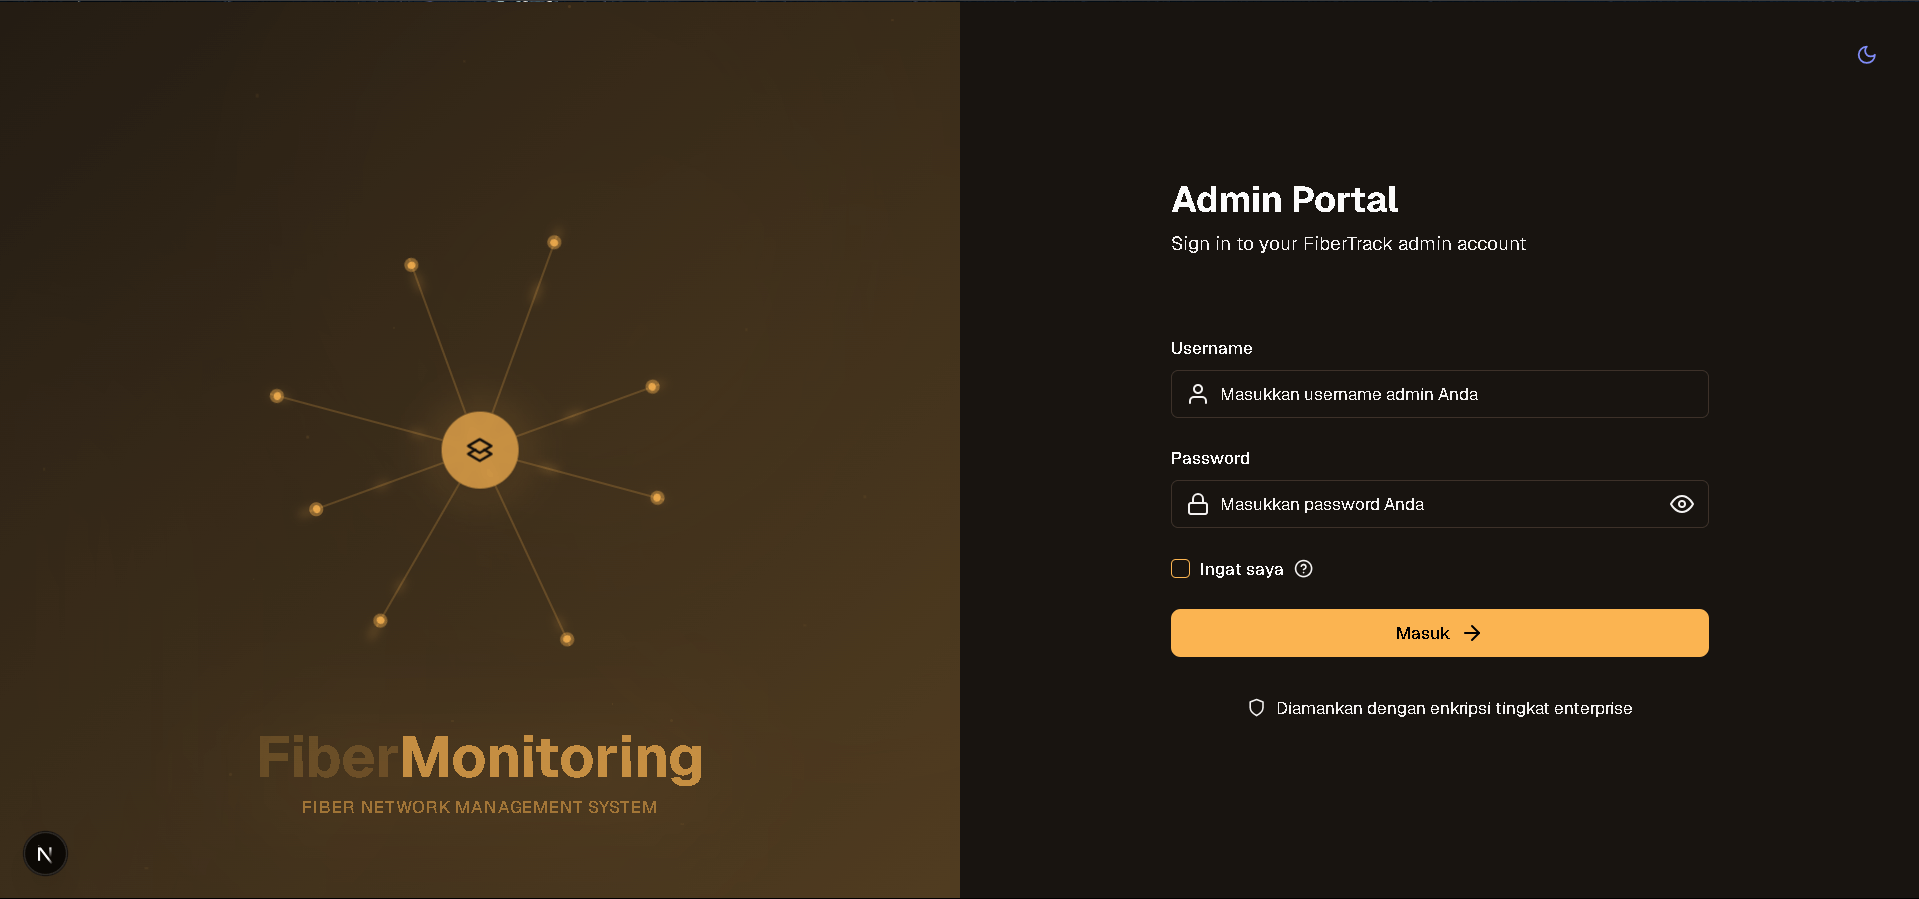 FiberMonitoring
FIBER NETWORK MANAGEMENT SYSTEM
N
Admin Portal
Sign in to your FiberTrack admin account
Username
Masukkan username admin Anda
Password
Masukkan password Anda
Ingat saya
Masuk
Diamankan dengan enkripsi tingkat enterprise